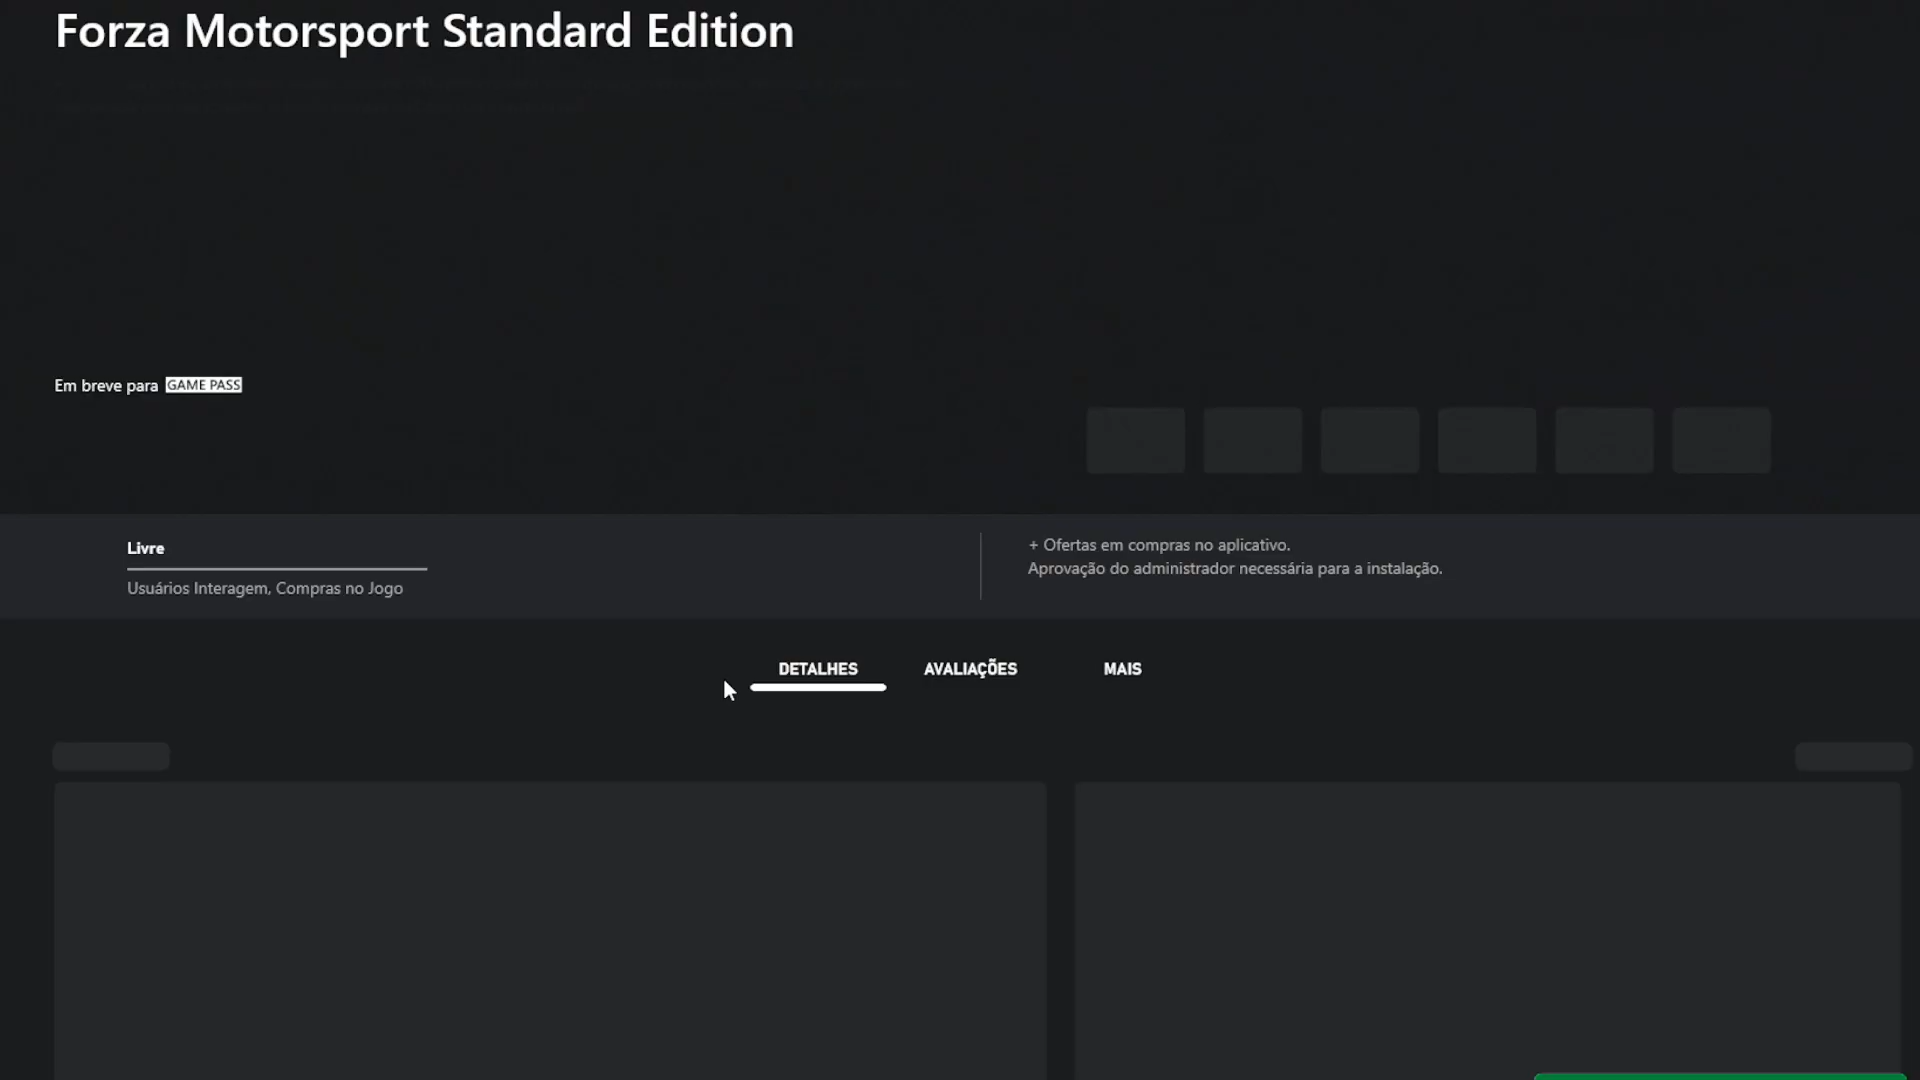 Forza Motorsport Standard Edition
Em breve para GAME PASS
Livre
Usuários Interagem, Compras no Jogo
+ Ofertas em compras no aplicativo.
Aprovação do administrador necessária para a instalação.
DETALHES AVALIAÇÕES MAIS